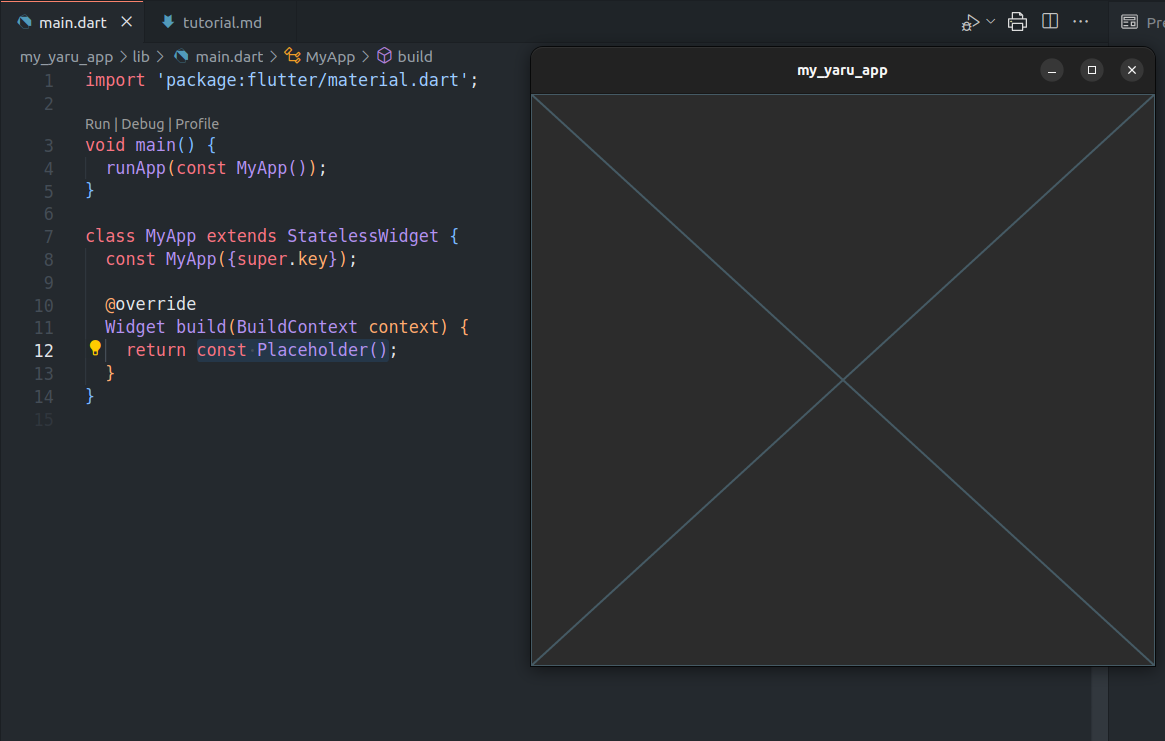 main.dart
tutorial.md
my_yaru_app > lib > main.dart > MyApp > build
1 import 'package:flutter/material.dart';
2
Run | Debug | Profile
3 void main() {
4 runApp(const MyApp());
5 }
6
7 class MyApp extends StatelessWidget {
8 const MyApp({super.key});
9
10 @override
11 Widget build(BuildContext context) {
12 return const Placeholder();
13 }
14 }
15
my_yaru_app